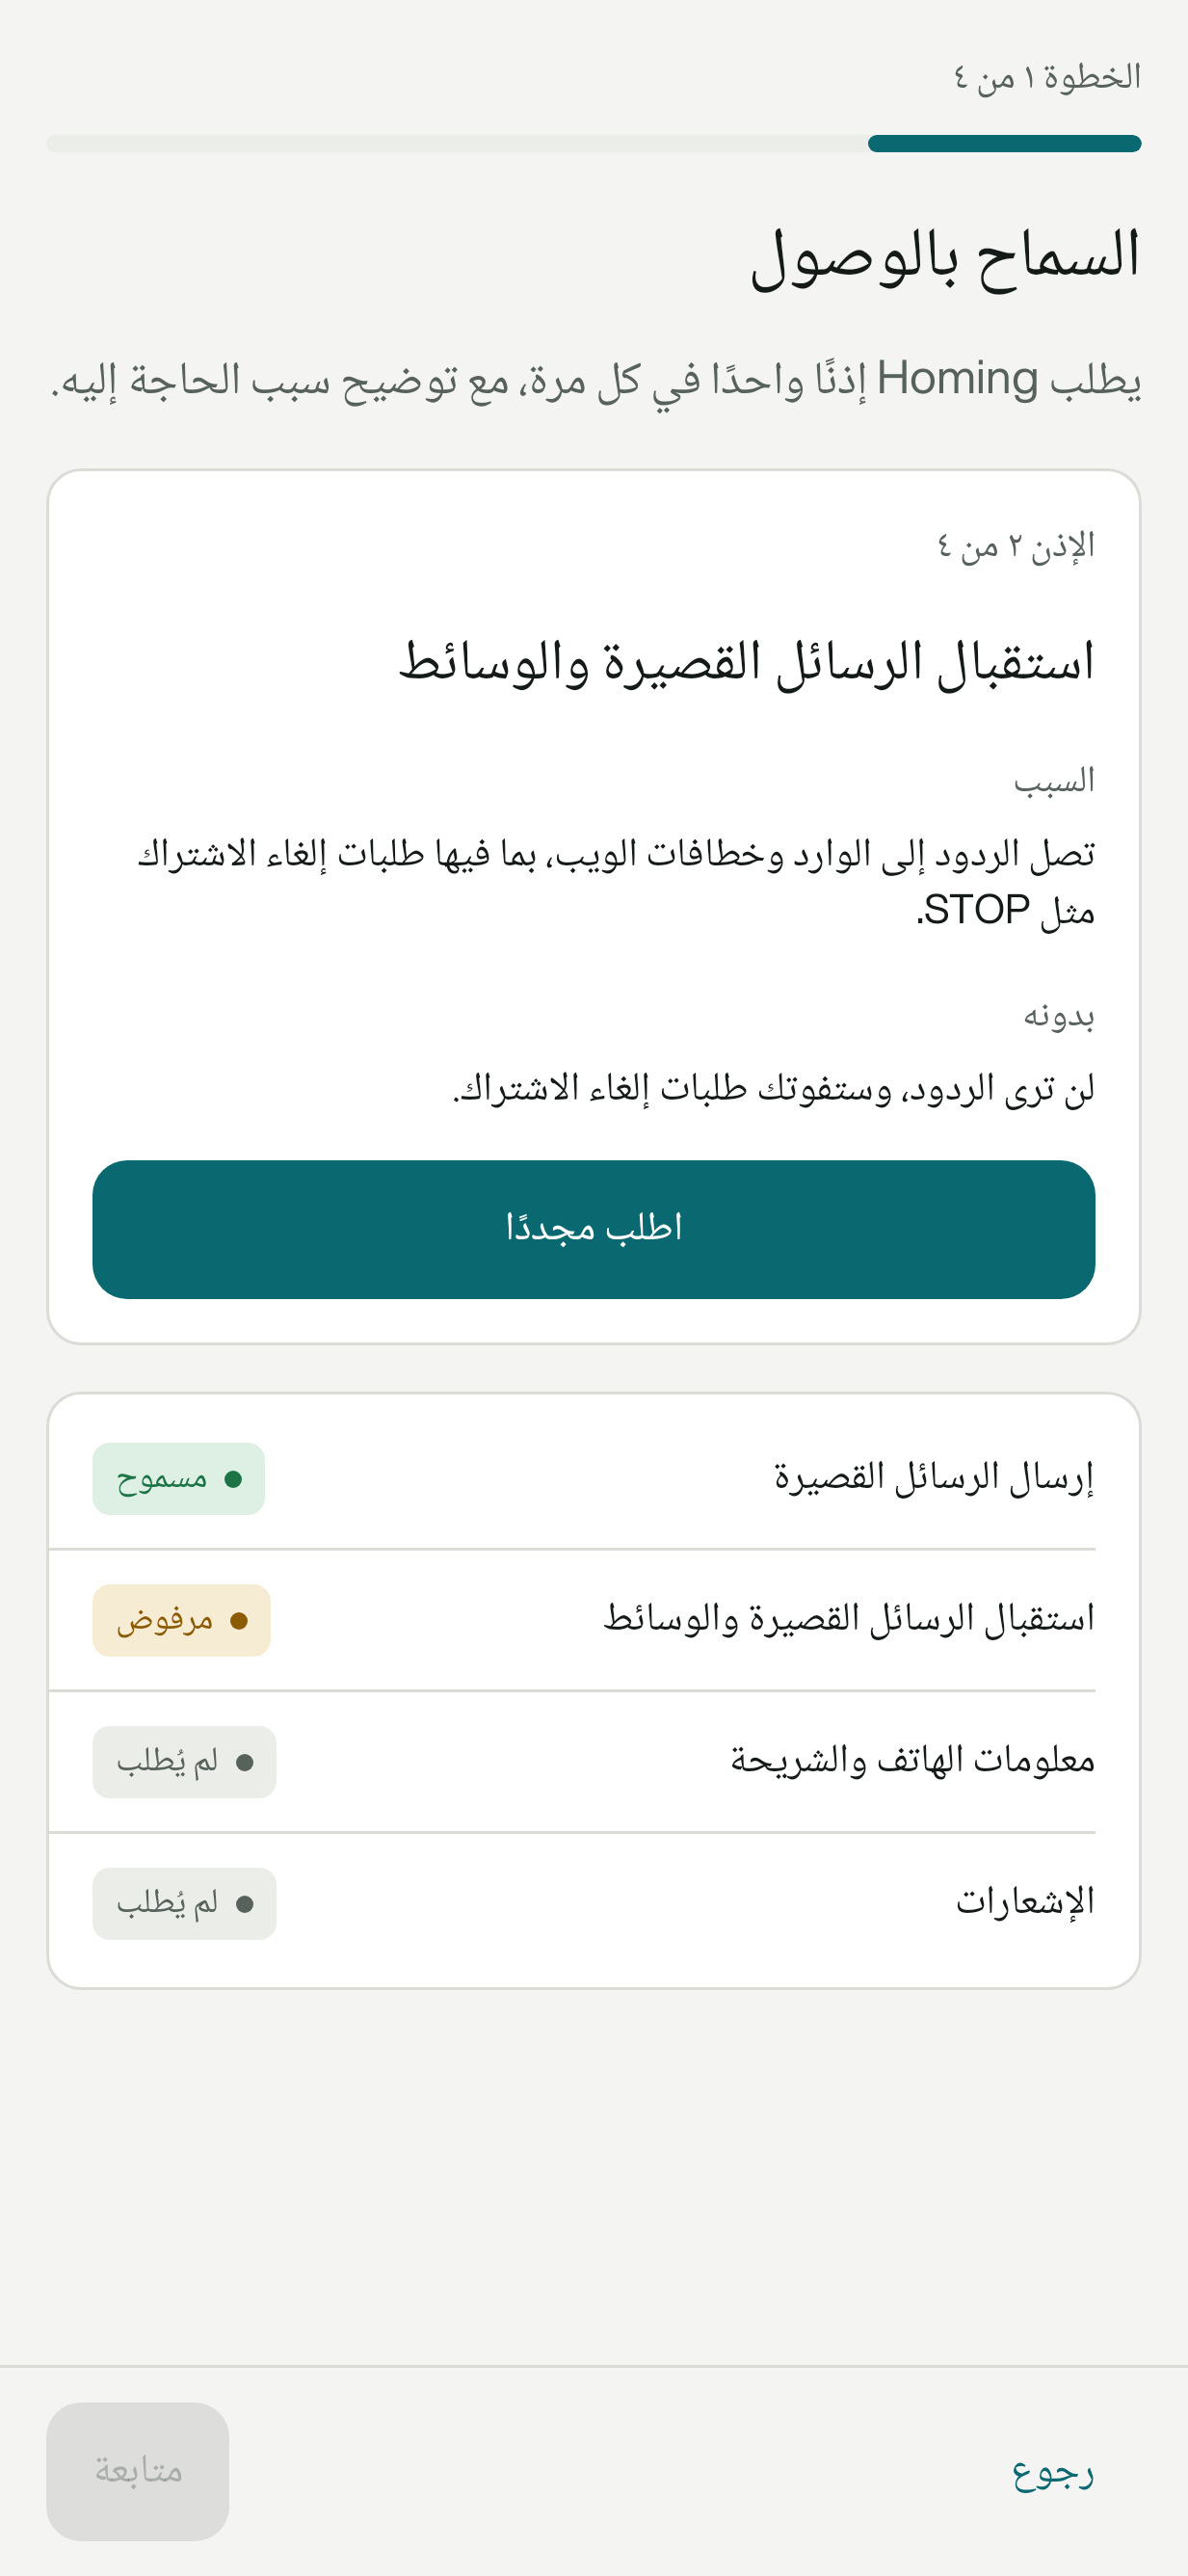 الخطوة ١ من ٤
السماح بالوصول
يطلب Homing إذنًا واحدًا في كل مرة، مع توضيح سبب الحاجة إليه.
الإذن ٢ من ٤
استقبال الرسائل القصيرة والوسائط
السبب
تصل الردود إلى الوارد وخطافات الويب، بما فيها طلبات إلغاء الاشتراك
مثل STOP.
بدونه
لن ترى الردود، وستفوتك طلبات إلغاء الاشتراك.
اطلب مجددًا
إرسال الرسائل القصيرة
مسموح
استقبال الرسائل القصيرة والوسائط
مرفوض
معلومات الهاتف والشريحة
لم يُطلب
الإشعارات
لم يُطلب
رجوع
متابعة